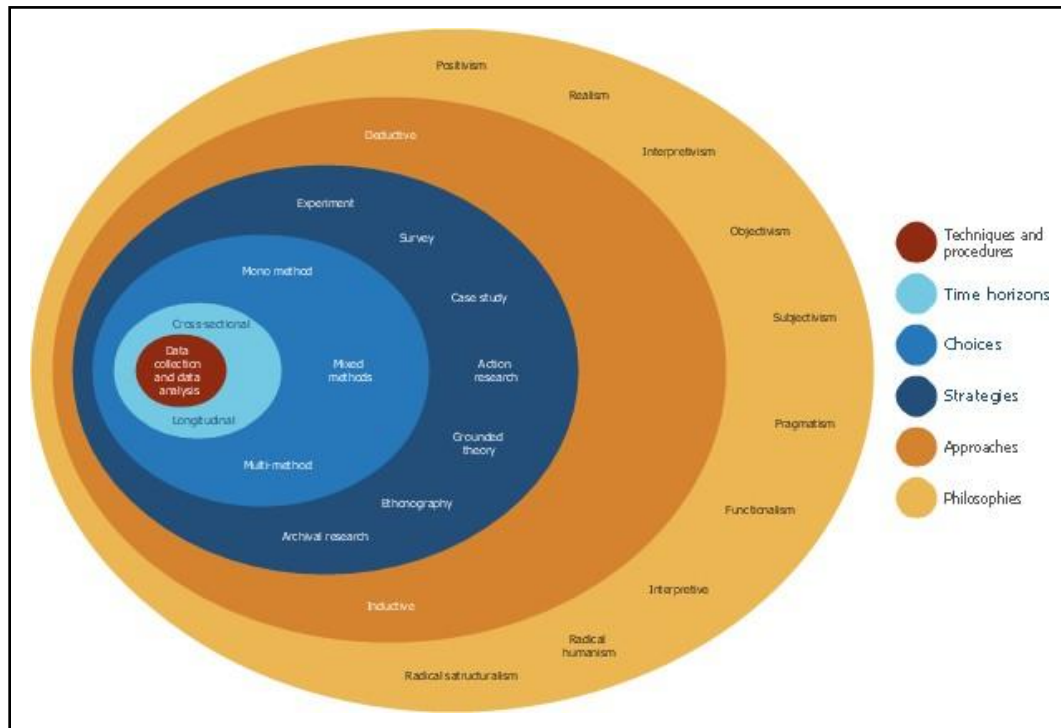 Positivism
Realism
Deductive
Interpretivism
Experiment
Survey
Objectivism
Mono method
Case study
Subjectivism
Cross-sectional
Data
collection
and data
analysis
Mixed
methods
Action
research
Longitudinal
Pragmatism
Grounded
theory
Multi-method
Ethonography
Functionalism
Archival research
Interpretive
Inductive
Radical
humanism
Radical satructuralism
Techniques and
procedures
Time horizons
Choices
Strategies
Approaches
Philosophies